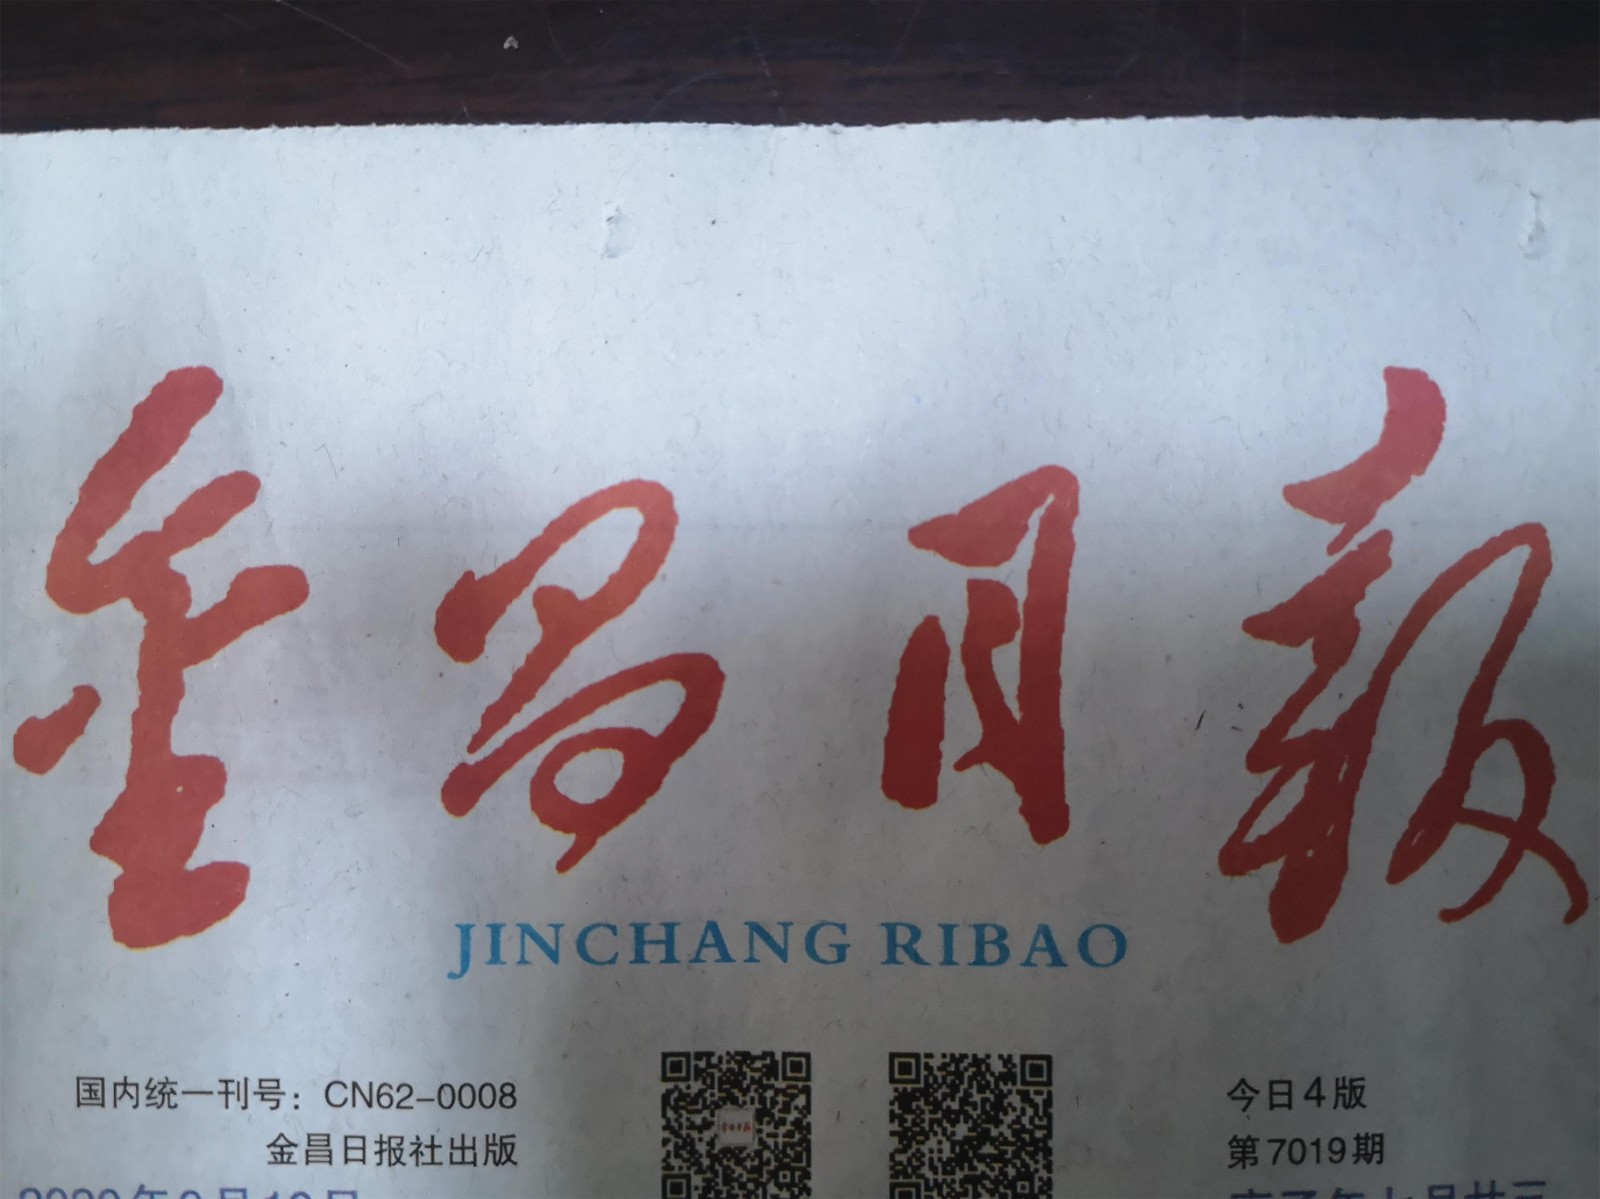 金昌日報
JINCHANG RIBAO
国内统一刊号：CN62-0008
金昌日报社出版
今日4版
第7019期